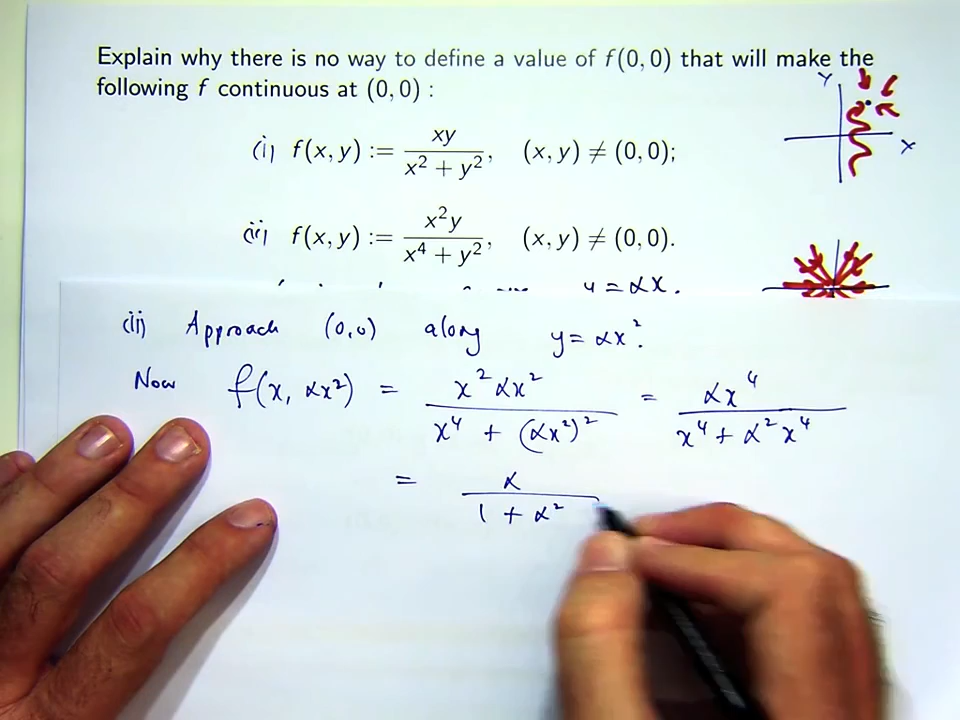 Explain why there is no way to define a value of f(0, 0) that will make the
following f continuous at (0, 0) :
(i) f(x, y) := xy / (x² + y²), (x, y) ≠ (0, 0);
(ii) f(x, y) := x²y / (x⁴ + y²), (x, y) ≠ (0, 0).
Y
X
y = αx.
(ii) Approach (0,0) along y = αx².
Now f(x, αx²) = x²αx² / (x⁴ + (αx²)²) = αx⁴ / (x⁴ + α²x⁴)
= α / (1 + α²)